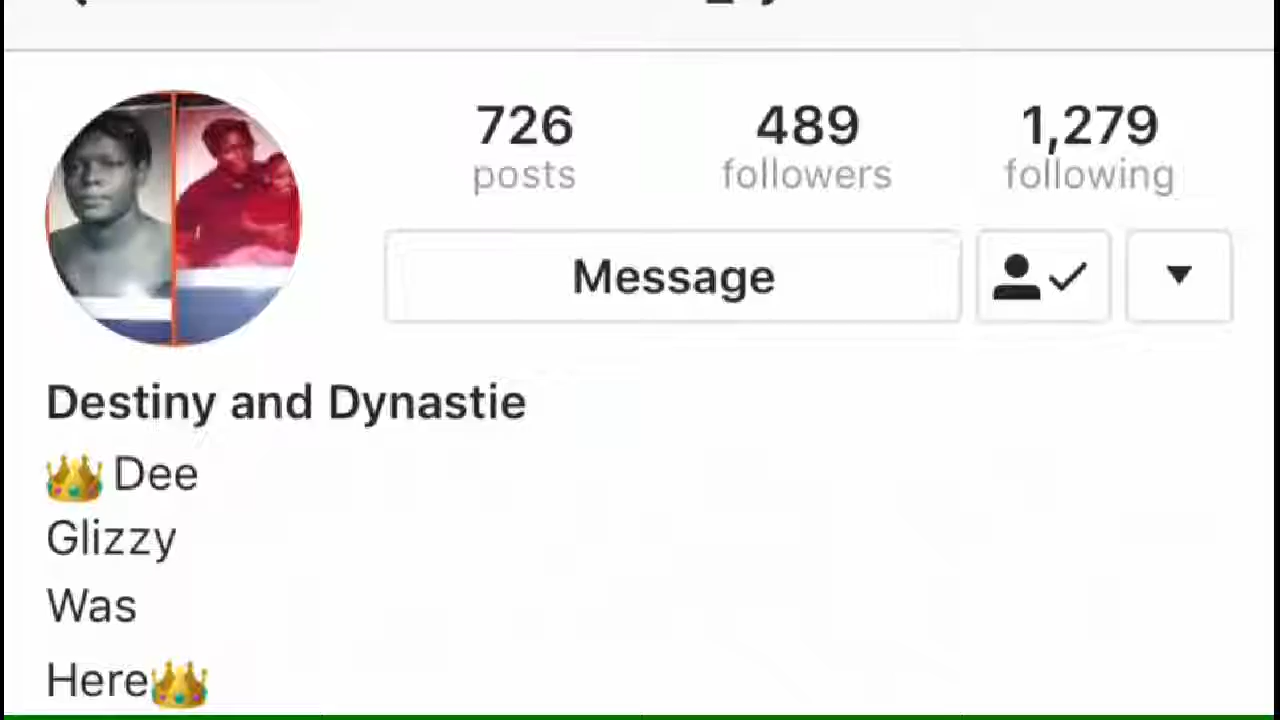 726 489 1,279
posts followers following
Message
Destiny and Dynastie
👑Dee
Glizzy
Was
Here👑